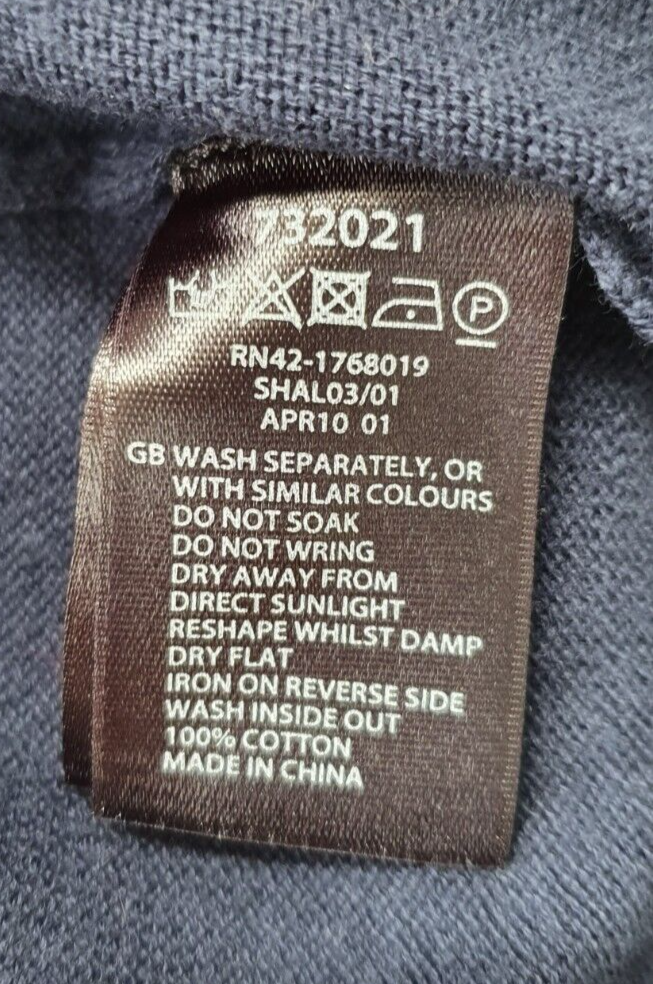 732021
P
RN42-1768019
SHAL03/01
APR10 01
GB WASH SEPARATELY, OR
WITH SIMILAR COLOURS
DO NOT SOAK
DO NOT WRING
DRY AWAY FROM
DIRECT SUNLIGHT
RESHAPE WHILST DAMP
DRY FLAT
IRON ON REVERSE SIDE
WASH INSIDE OUT
100% COTTON
MADE IN CHINA